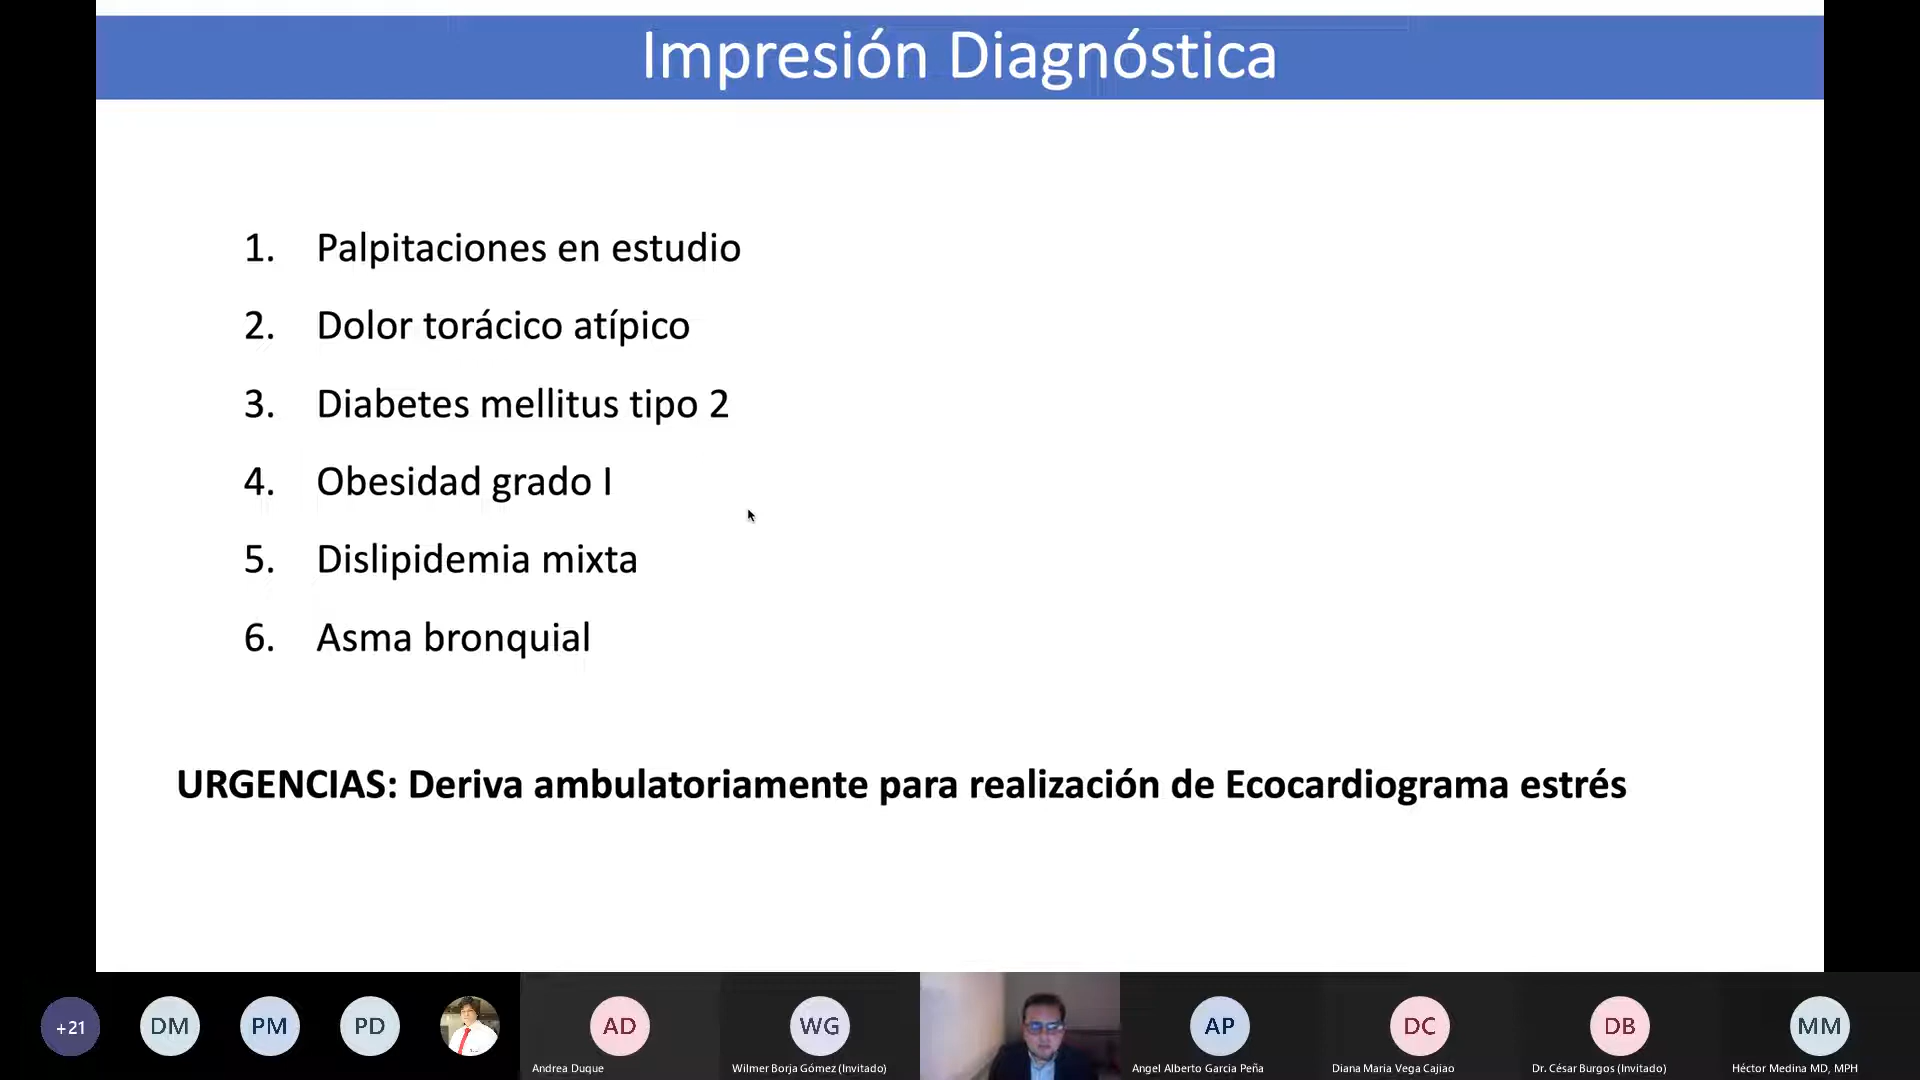 Impresión Diagnóstica
1. Palpitaciones en estudio
2. Dolor torácico atípico
3. Diabetes mellitus tipo 2
4. Obesidad grado I
5. Dislipidemia mixta
6. Asma bronquial
URGENCIAS: Deriva ambulatoriamente para realización de Ecocardiograma estrés
+21 DM PM PD AD WG AP DC DB MM
Andrea Duque Wilmer Borja Gómez (Invitado) Angel Alberto Garcia Peña Diana Maria Vega Cajiao Dr. César Burgos (Invitado) Héctor Medina MD, MPH